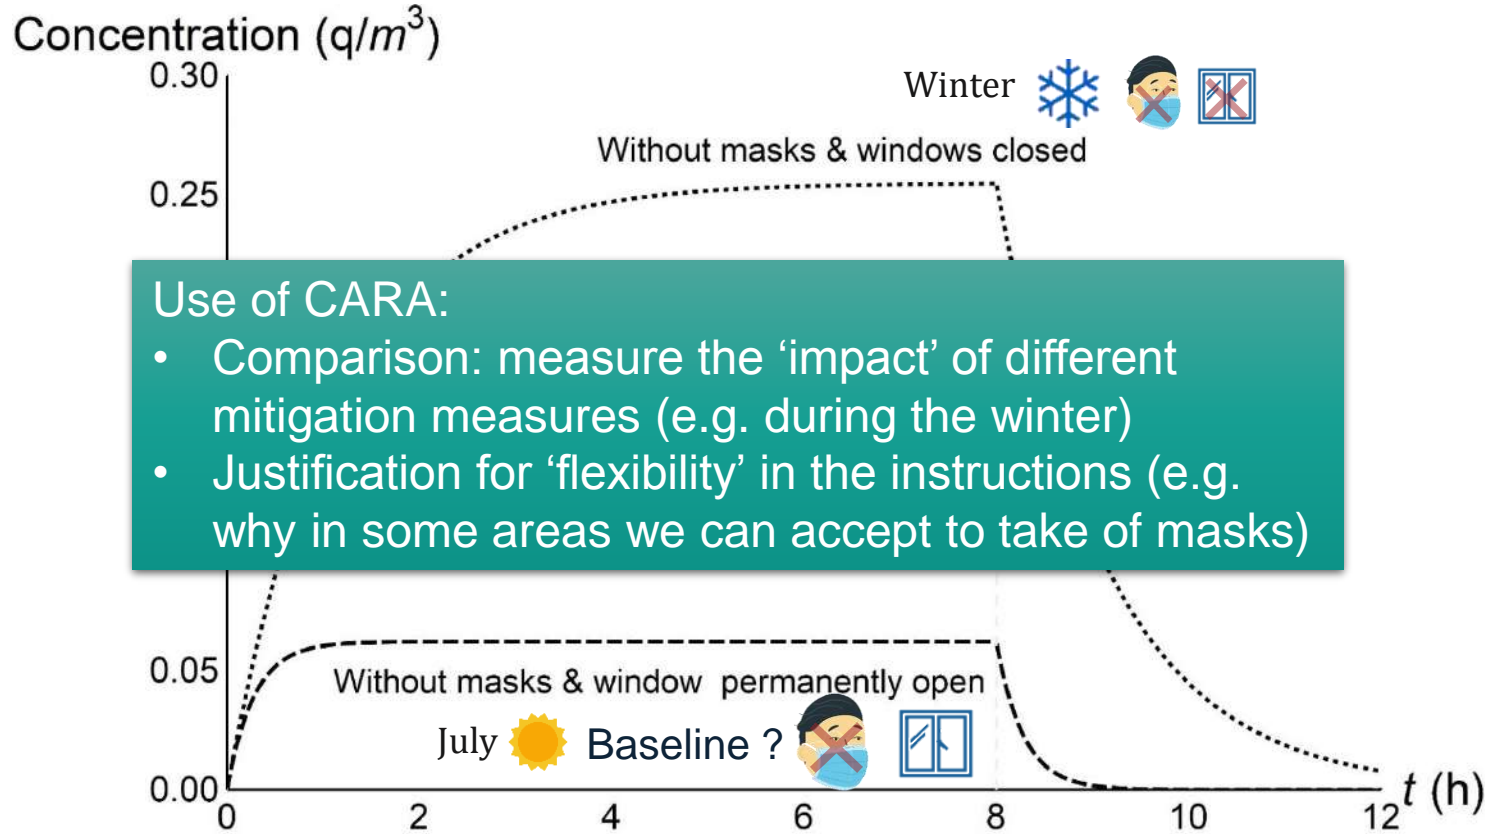 Concentration (q/m³)
0.30
Winter
Without masks & windows closed
0.25
Use of CARA:
• Comparison: measure the ‘impact’ of different
mitigation measures (e.g. during the winter)
• Justification for ‘flexibility’ in the instructions (e.g.
why in some areas we can accept to take of masks)
0.05
Without masks & window permanently open
July
Baseline ?
0.00
0 2 4 6 8 10 12
t (h)